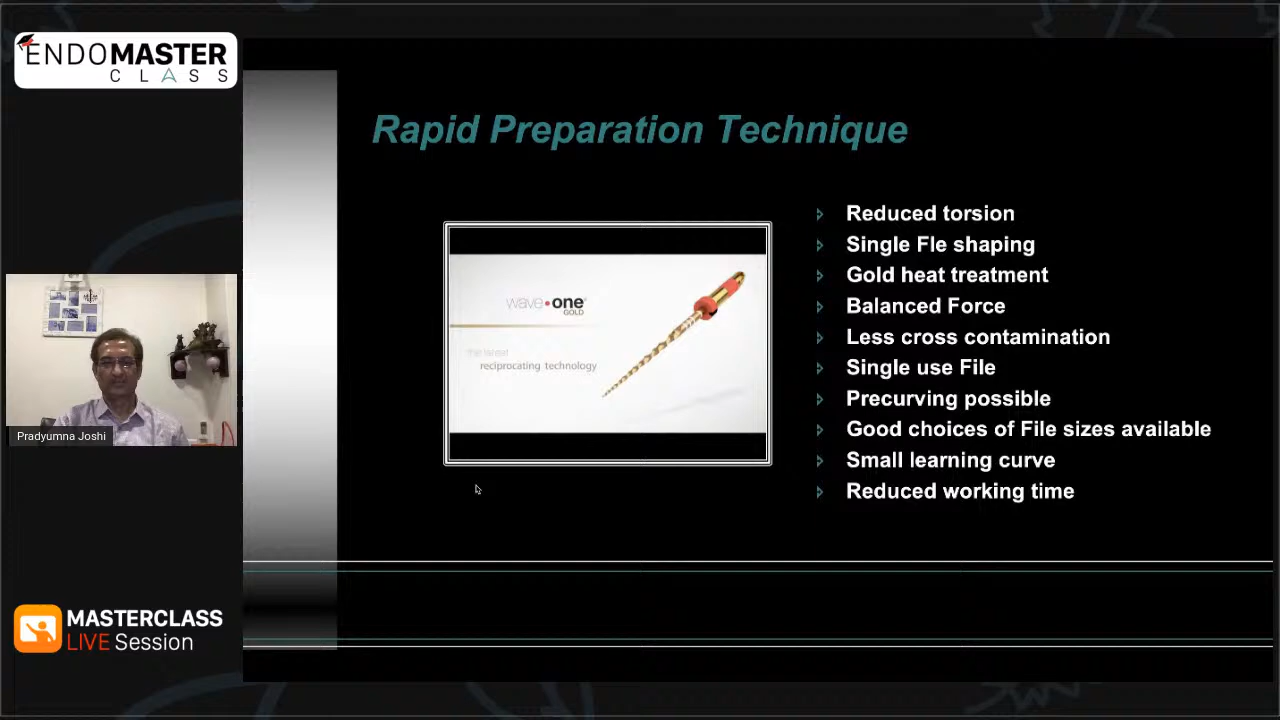 ENDOMASTER
CLASS
Rapid Preparation Technique
wave•one®
GOLD
the latest
reciprocating technology
Reduced torsion
Single Fle shaping
Gold heat treatment
Balanced Force
Less cross contamination
Single use File
Precurving possible
Good choices of File sizes available
Small learning curve
Reduced working time
Pradyumna Joshi
MASTERCLASS
LIVE Session